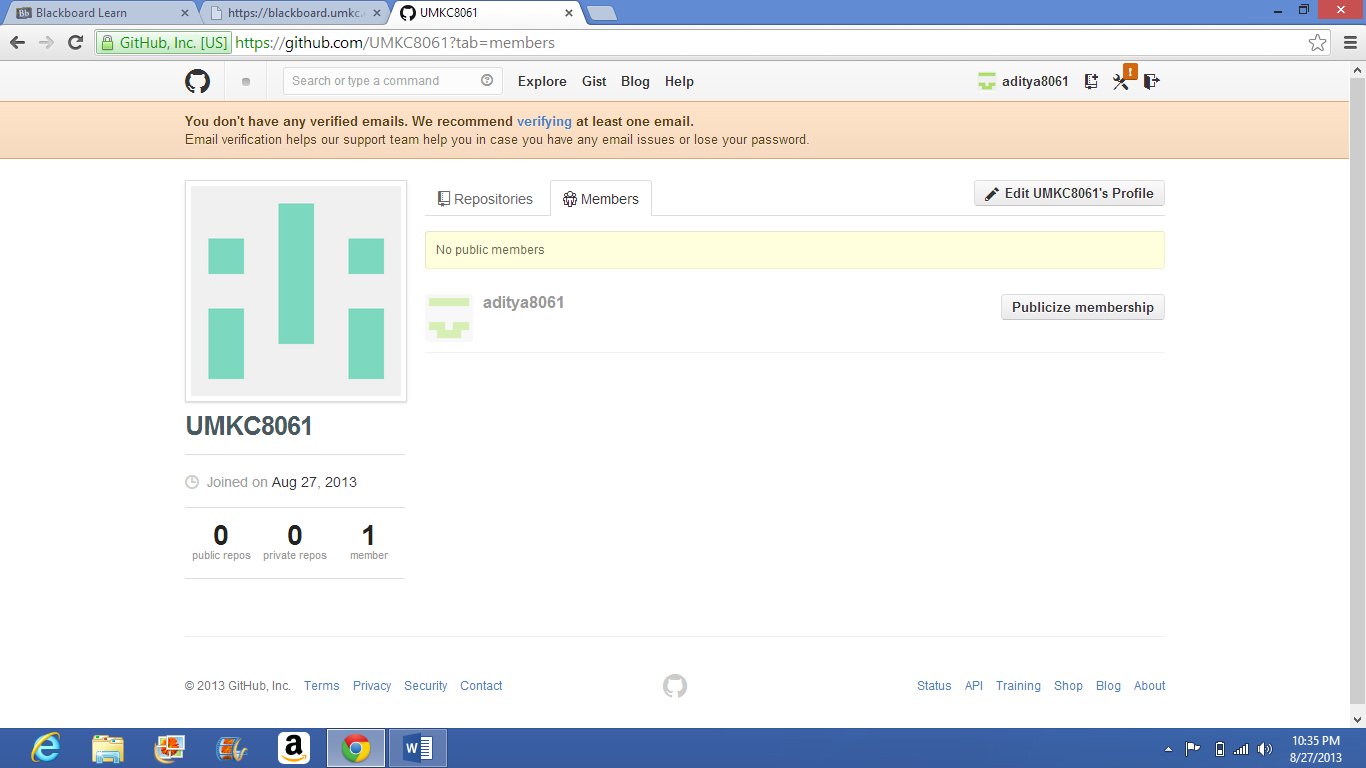 Blackboard Learn
https://blackboard.umkc.
UMKC8061
GitHub, Inc. [US] https://github.com/UMKC8061?tab=members
Search or type a command
Explore Gist Blog Help
aditya8061
You don't have any verified emails. We recommend verifying at least one email.
Email verification helps our support team help you in case you have any email issues or lose your password.
Repositories Members
Edit UMKC8061's Profile
No public members
aditya8061
Publicize membership
UMKC8061
Joined on Aug 27, 2013
0 0 1
public repos private repos member
© 2013 GitHub, Inc. Terms Privacy Security Contact
Status API Training Shop Blog About
10:35 PM
8/27/2013